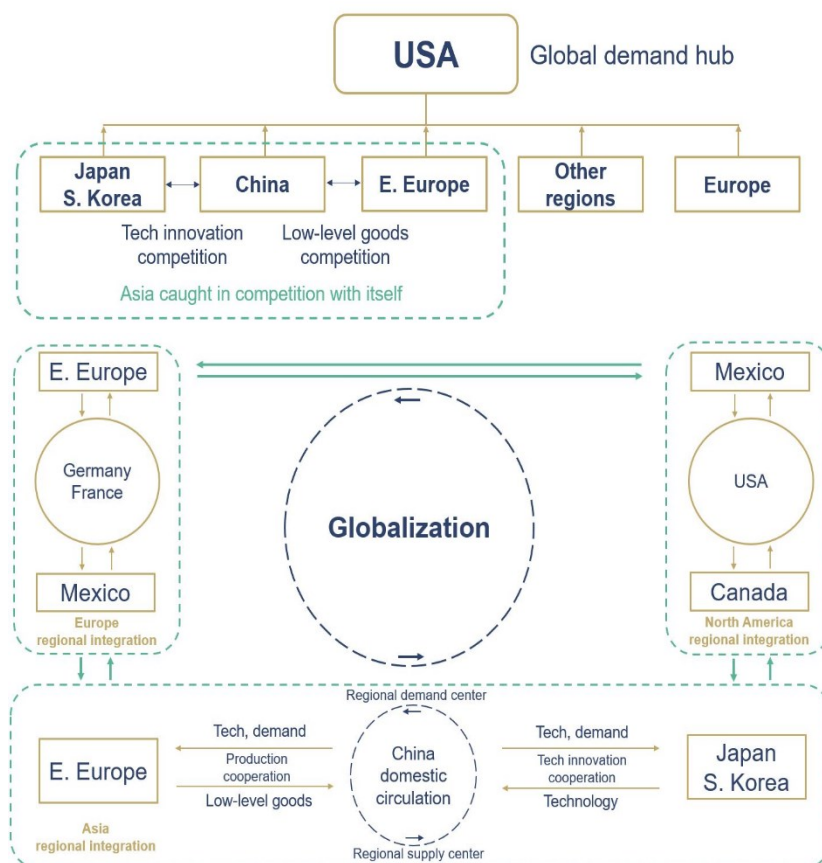 USA
Global demand hub
Japan
S. Korea
China
E. Europe
Other
regions
Europe
Tech innovation
competition
Low-level goods
competition
Asia caught in competition with itself
E. Europe
Germany
France
Mexico
Europe
regional integration
Globalization
Mexico
USA
Canada
North America
regional integration
Regional demand center
Tech, demand
Production
cooperation
Low-level goods
E. Europe
Asia
regional integration
China
domestic
circulation
Tech, demand
Tech innovation
cooperation
Technology
Japan
S. Korea
Regional supply center